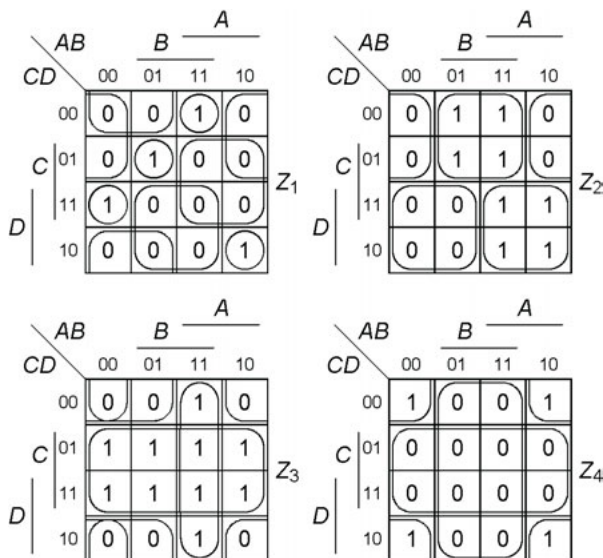 A
AB B
CD 00 01 11 10
00 0 0 1 0
01 0 1 0 0
C Z₁
11 1 0 0 0
D
10 0 0 0 1
A
AB B
CD 00 01 11 10
00 0 1 1 0
01 0 1 1 0
C Z₂
11 0 0 1 1
D
10 0 0 1 1
A
AB B
CD 00 01 11 10
00 0 0 1 0
01 1 1 1 1
C Z₃
11 1 1 1 1
D
10 0 0 1 0
A
AB B
CD 00 01 11 10
00 1 0 0 1
01 0 0 0 0
C Z₄
11 0 0 0 0
D
10 1 0 0 1